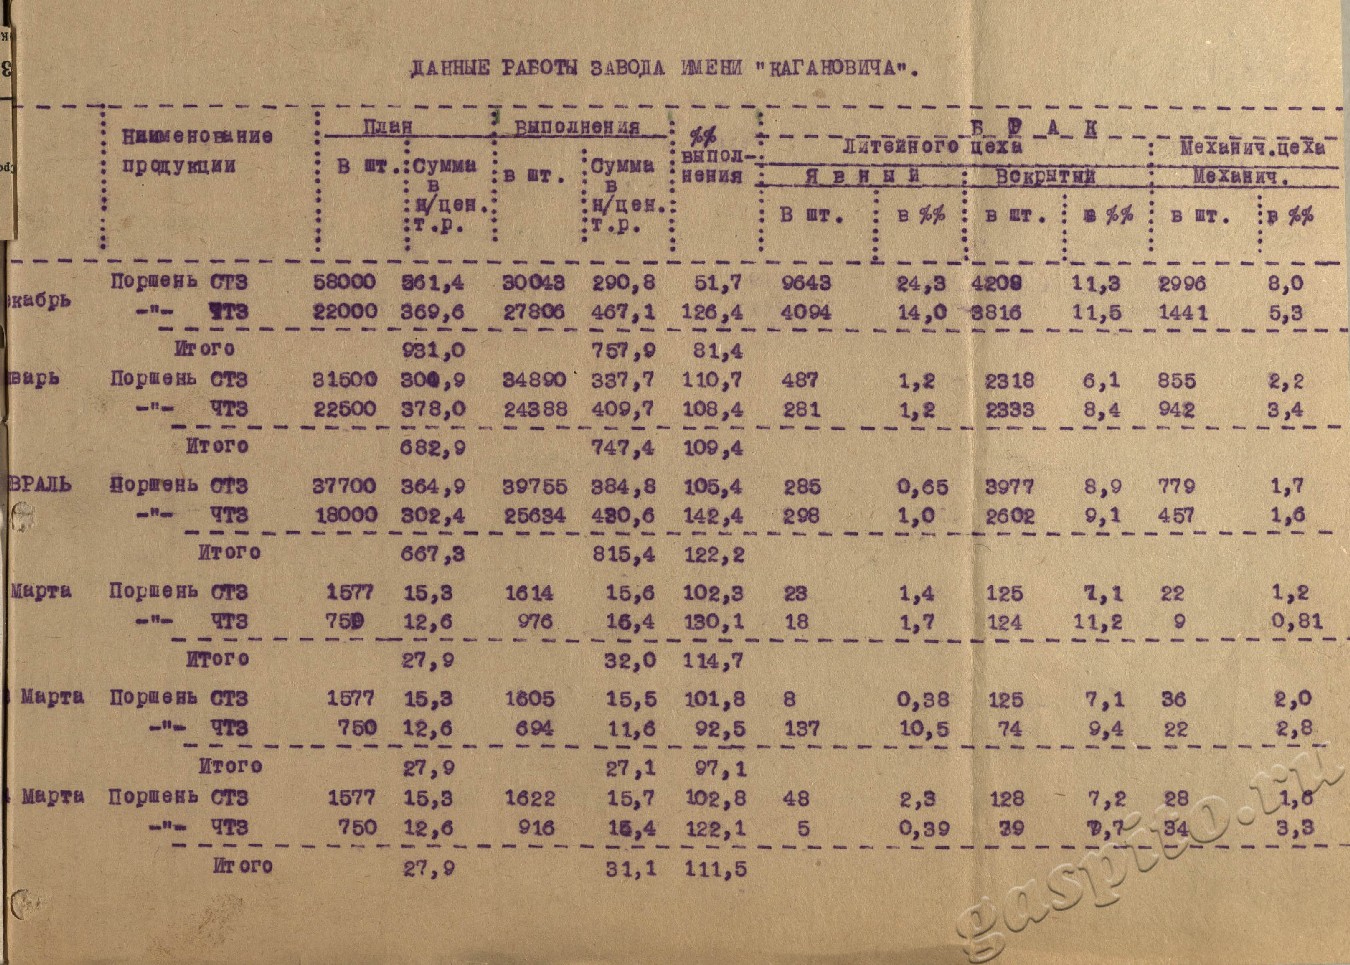 ДАННЫЕ РАБОТЫ ЗАВОДА ИМЕНИ "КАГАНОВИЧА".
Наименование продукции План Выполнения %% выпол-нения Б Р А К
Литейного цеха Механич.цеха
В шт. Сумма в н/цен. т.р. в шт. Сумма в н/цен. т.р. Явный Вскрытый Механич.
В шт. в %% в шт. в %% в шт. в %%
кабрь Поршень СТЗ 58000 561,4 30043 290,8 51,7 9643 24,3 4209 11,3 2996 8,0
-"- ЧТЗ 22000 369,6 27806 467,1 126,4 4094 14,0 3816 11,5 1441 5,3
Итого 931,0 757,9 81,4
варь Поршень СТЗ 31500 304,9 34890 337,7 110,7 487 1,2 2318 6,1 855 2,2
-"- ЧТЗ 22500 378,0 24388 409,7 108,4 281 1,2 2333 8,4 942 3,4
Итого 682,9 747,4 109,4
ВРАЛЬ Поршень СТЗ 37700 364,9 39755 384,8 105,4 285 0,65 3977 8,9 779 1,7
-"- ЧТЗ 18000 302,4 25634 430,6 142,4 298 1,0 2602 9,1 457 1,6
Итого 667,3 815,4 122,2
Марта Поршень СТЗ 1577 15,3 1614 15,6 102,3 23 1,4 125 7,1 22 1,2
-"- ЧТЗ 750 12,6 976 16,4 130,1 18 1,7 124 11,2 9 0,81
Итого 27,9 32,0 114,7
Марта Поршень СТЗ 1577 15,3 1605 15,5 101,8 8 0,38 125 7,1 36 2,0
-"- ЧТЗ 750 12,6 694 11,6 92,5 137 10,5 74 9,4 22 2,8
Итого 27,9 27,1 97,1
Марта Поршень СТЗ 1577 15,3 1622 15,7 102,8 48 2,3 128 7,2 28 1,6
-"- ЧТЗ 750 12,6 916 15,4 122,1 5 0,39 39 34 3,3
Итого 27,9 31,1 111,5
gaspito.ru